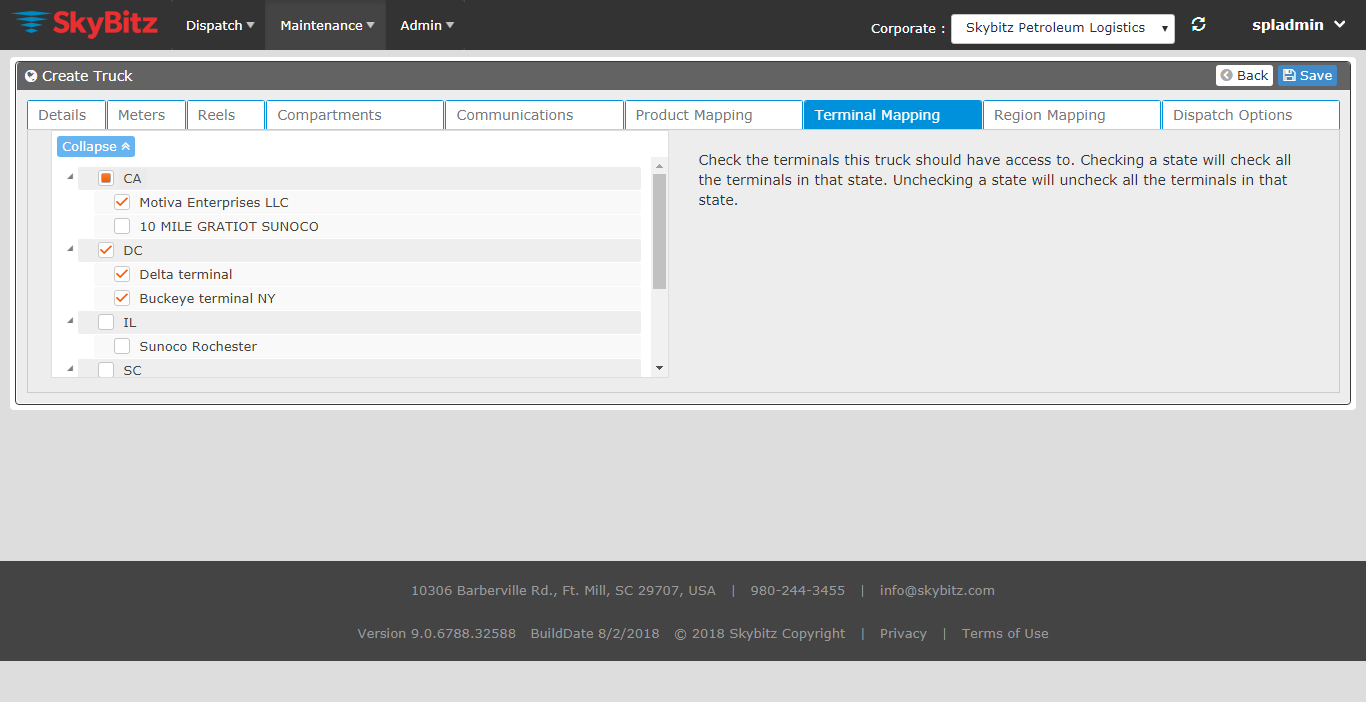 SkyBitz Dispatch Maintenance Admin Corporate : Skybitz Petroleum Logistics spladmin
Create Truck Back Save
Details Meters Reels Compartments Communications Product Mapping Terminal Mapping Region Mapping Dispatch Options
Collapse
CA
Motiva Enterprises LLC
10 MILE GRATIOT SUNOCO
DC
Delta terminal
Buckeye terminal NY
IL
Sunoco Rochester
SC
Check the terminals this truck should have access to. Checking a state will check all
the terminals in that state. Unchecking a state will uncheck all the terminals in that
state.
10306 Barberville Rd., Ft. Mill, SC 29707, USA | 980-244-3455 | info@skybitz.com
Version 9.0.6788.32588 BuildDate 8/2/2018 © 2018 Skybitz Copyright | Privacy | Terms of Use